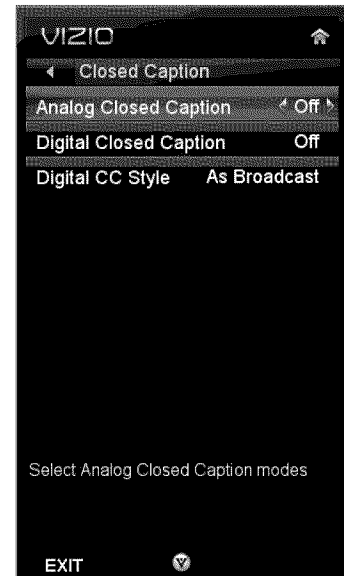 VIZIO
Closed Caption
Analog Closed Caption Off
Digital Closed Caption Off
Digital CC Style As Broadcast
Select Analog Closed Caption modes
EXIT
V